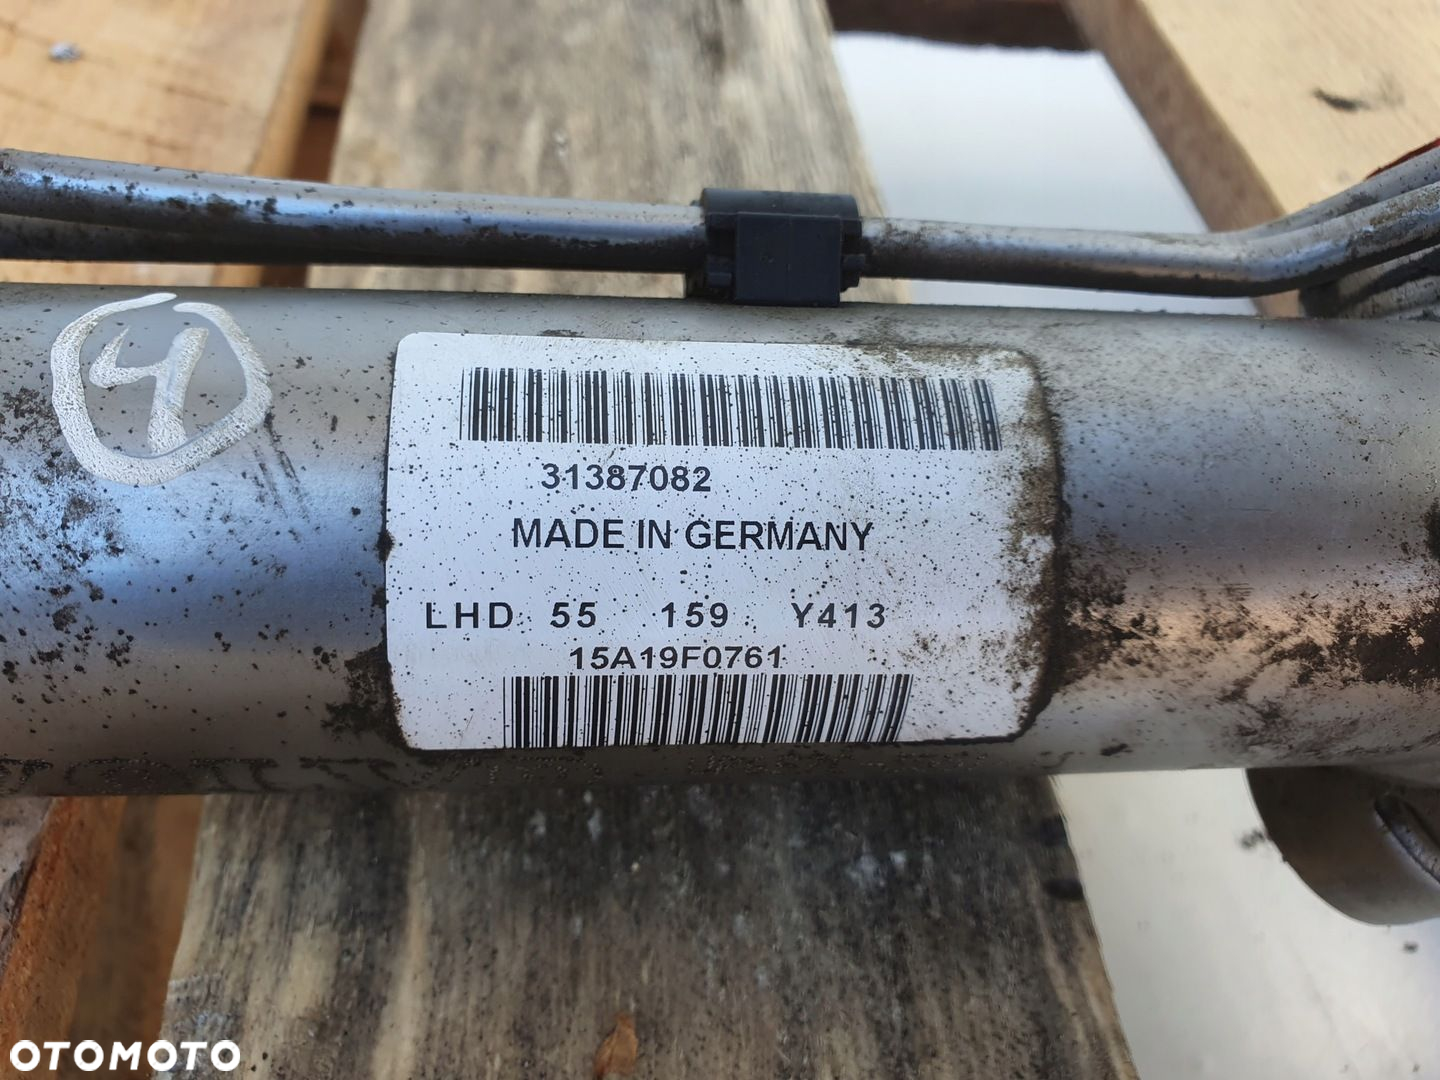 4
31387082
MADE IN GERMANY
LHD 55 159 Y413
15A19F0761
OTOMOTO